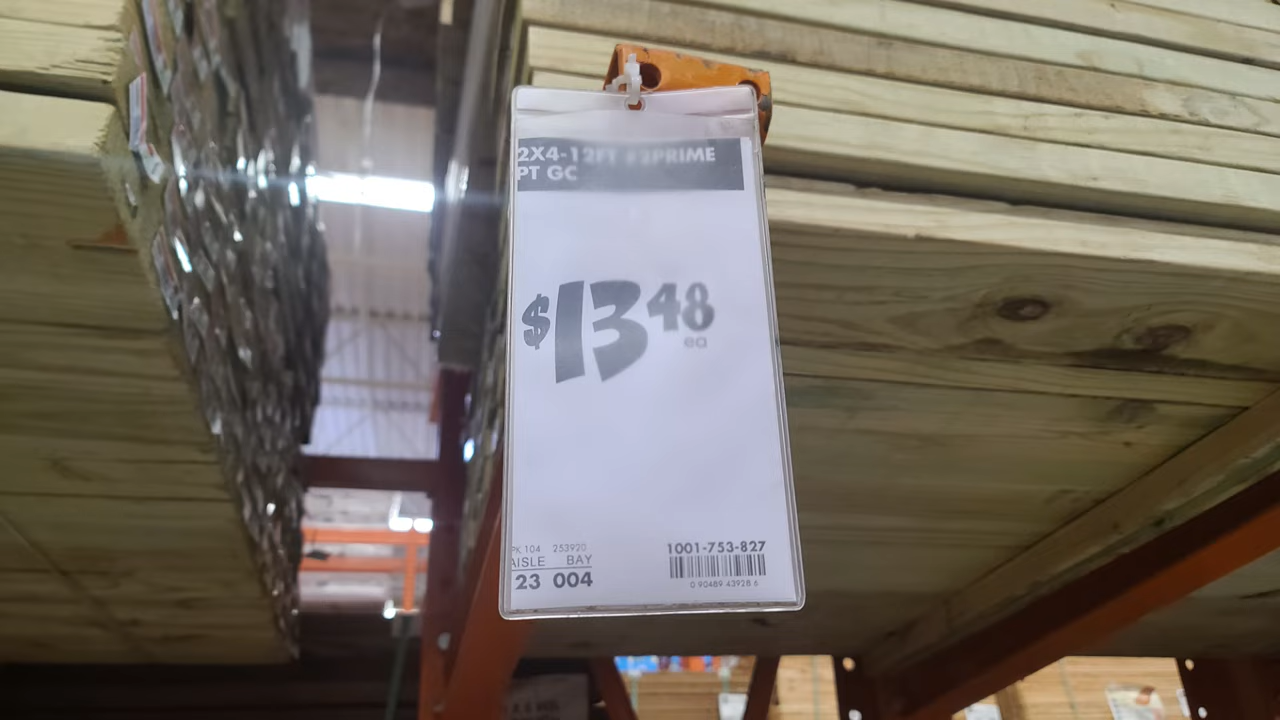 2X4-12FT #2PRIME
PT GC
$13 48
ea
PK 104 253920
AISLE BAY
23 004
1001-753-827
0 90489 43928 6